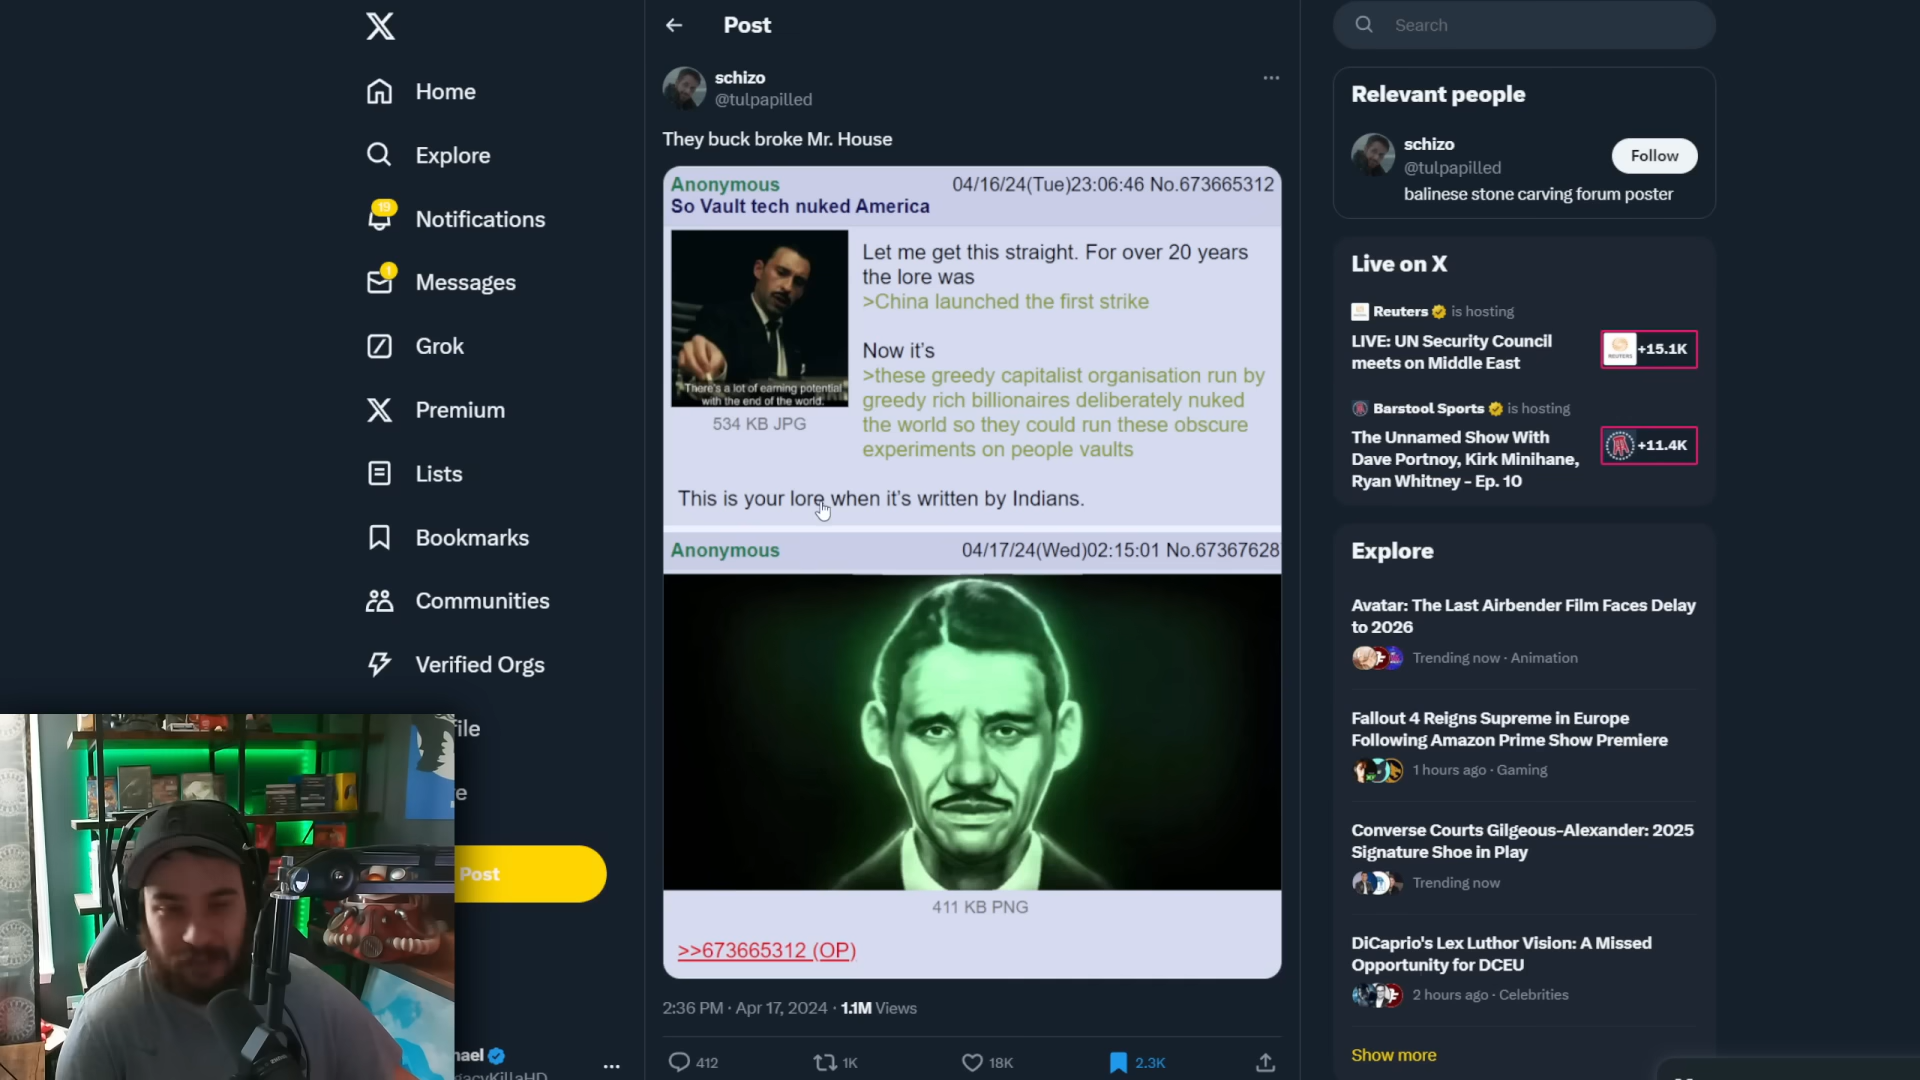 Home
Explore
19
Notifications
1
Messages
Grok
Premium
Lists
Bookmarks
Communities
Verified Orgs
file
e
Post
nael
gacyKillaHD
Post
schizo
@tulpapilled
They buck broke Mr. House
Anonymous 04/16/24(Tue)23:06:46 No.673665312
So Vault tech nuked America
There's a lot of earning potential
with the end of the world.
534 KB JPG
Let me get this straight. For over 20 years
the lore was
>China launched the first strike
Now it's
>these greedy capitalist organisation run by
greedy rich billionaires deliberately nuked
the world so they could run these obscure
experiments on people vaults
This is your lore when it's written by Indians.
Anonymous 04/17/24(Wed)02:15:01 No.67367628
411 KB PNG
>>673665312 (OP)
2:36 PM · Apr 17, 2024 · 1.1M Views
412 1K 18K 2.3K
Search
Relevant people
schizo
@tulpapilled
Follow
balinese stone carving forum poster
Live on X
Reuters is hosting
LIVE: UN Security Council
meets on Middle East
REUTERS
+15.1K
Barstool Sports is hosting
The Unnamed Show With
Dave Portnoy, Kirk Minihane,
Ryan Whitney - Ep. 10
+11.4K
Explore
Avatar: The Last Airbender Film Faces Delay
to 2026
Trending now · Animation
Fallout 4 Reigns Supreme in Europe
Following Amazon Prime Show Premiere
1 hours ago · Gaming
Converse Courts Gilgeous-Alexander: 2025
Signature Shoe in Play
Trending now
DiCaprio's Lex Luthor Vision: A Missed
Opportunity for DCEU
2 hours ago · Celebrities
Show more